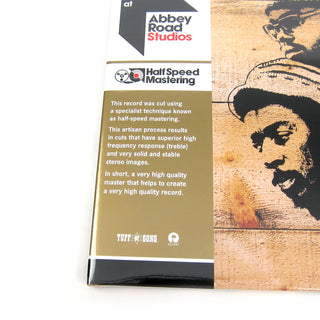 at
Abbey
Road
Studios
Half Speed
Mastering
This record was cut using
a specialist technique known
as half-speed mastering.
This artisan process results
in cuts that have superior high
frequency response (treble)
and very solid and stable
stereo images.
In short, a very high quality
master that helps to create
a very high quality record.
TUFF GONG
ISLAND